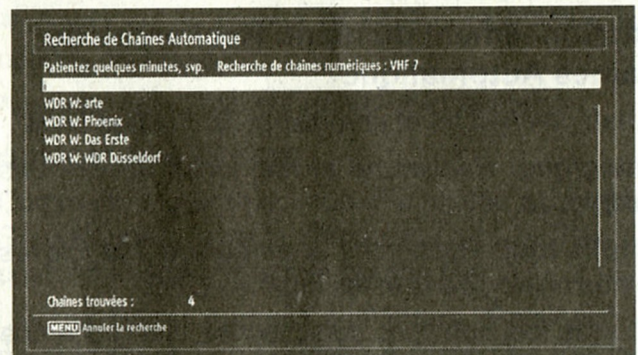 Recherche de Chaînes Automatique
Patientez quelques minutes, svp. Recherche de chaînes numériques : VHF 7
WDR W: arte
WDR W: Phoenix
WDR W: Das Erste
WDR W: WDR Düsseldorf
Chaînes trouvées : 4
MENU Annuler la recherche